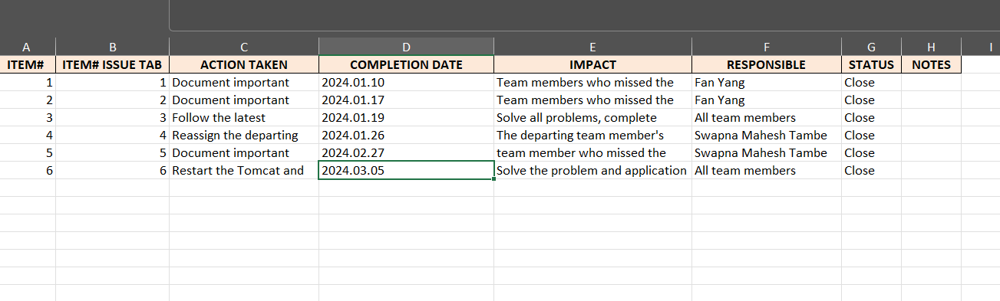 A B C D E F G H I
ITEM# ITEM# ISSUE TAB ACTION TAKEN COMPLETION DATE IMPACT RESPONSIBLE STATUS NOTES
1 1 Document important 2024.01.10 Team members who missed the Fan Yang Close
2 2 Document important 2024.01.17 Team members who missed the Fan Yang Close
3 3 Follow the latest 2024.01.19 Solve all problems, complete All team members Close
4 4 Reassign the departing 2024.01.26 The departing team member's Swapna Mahesh Tambe Close
5 5 Document important 2024.02.27 team member who missed the Swapna Mahesh Tambe Close
6 6 Restart the Tomcat and 2024.03.05 Solve the problem and application All team members Close